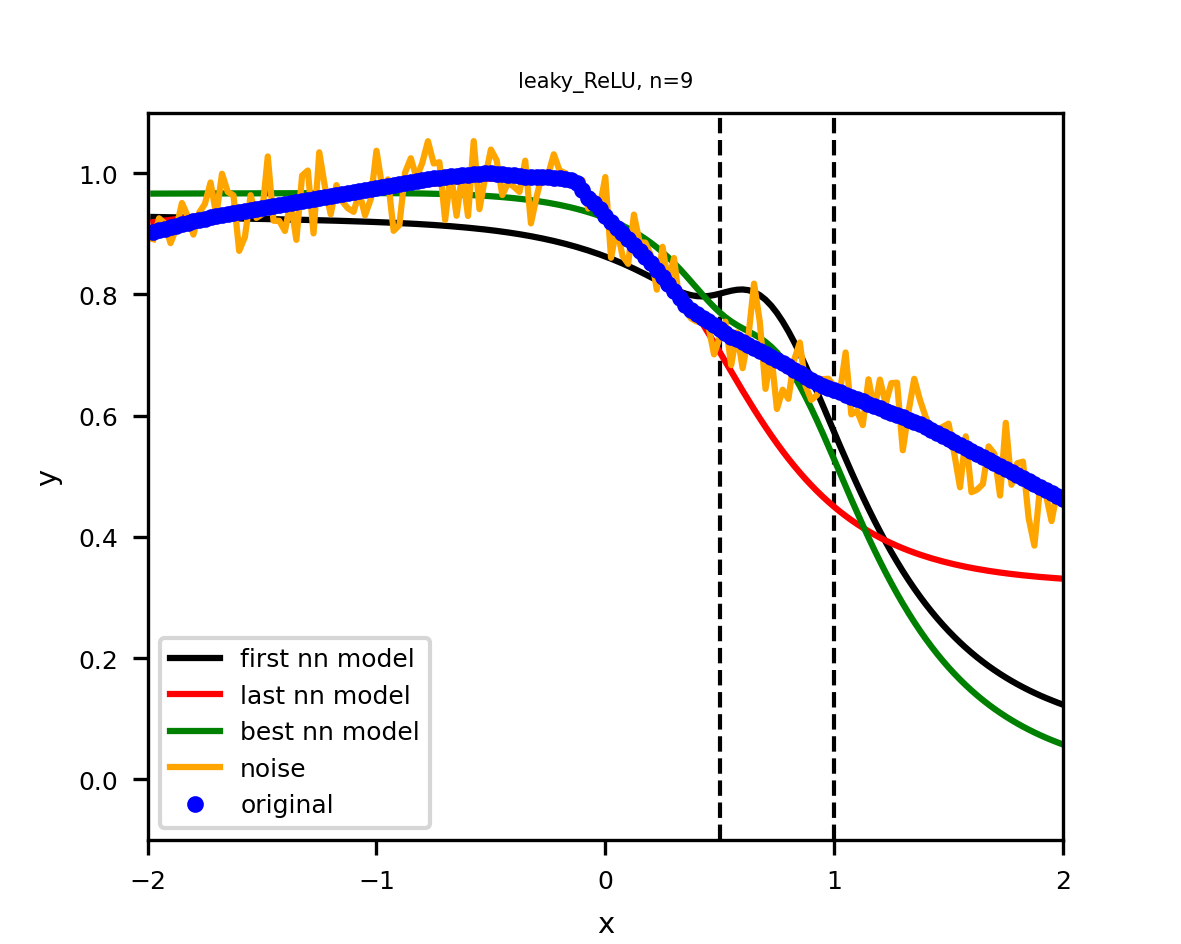 leaky_ReLU, n=9
1.0
0.8
0.6
0.4
0.2
0.0
y
first nn model
last nn model
best nn model
noise
original
−2
−1
0
1
2
x